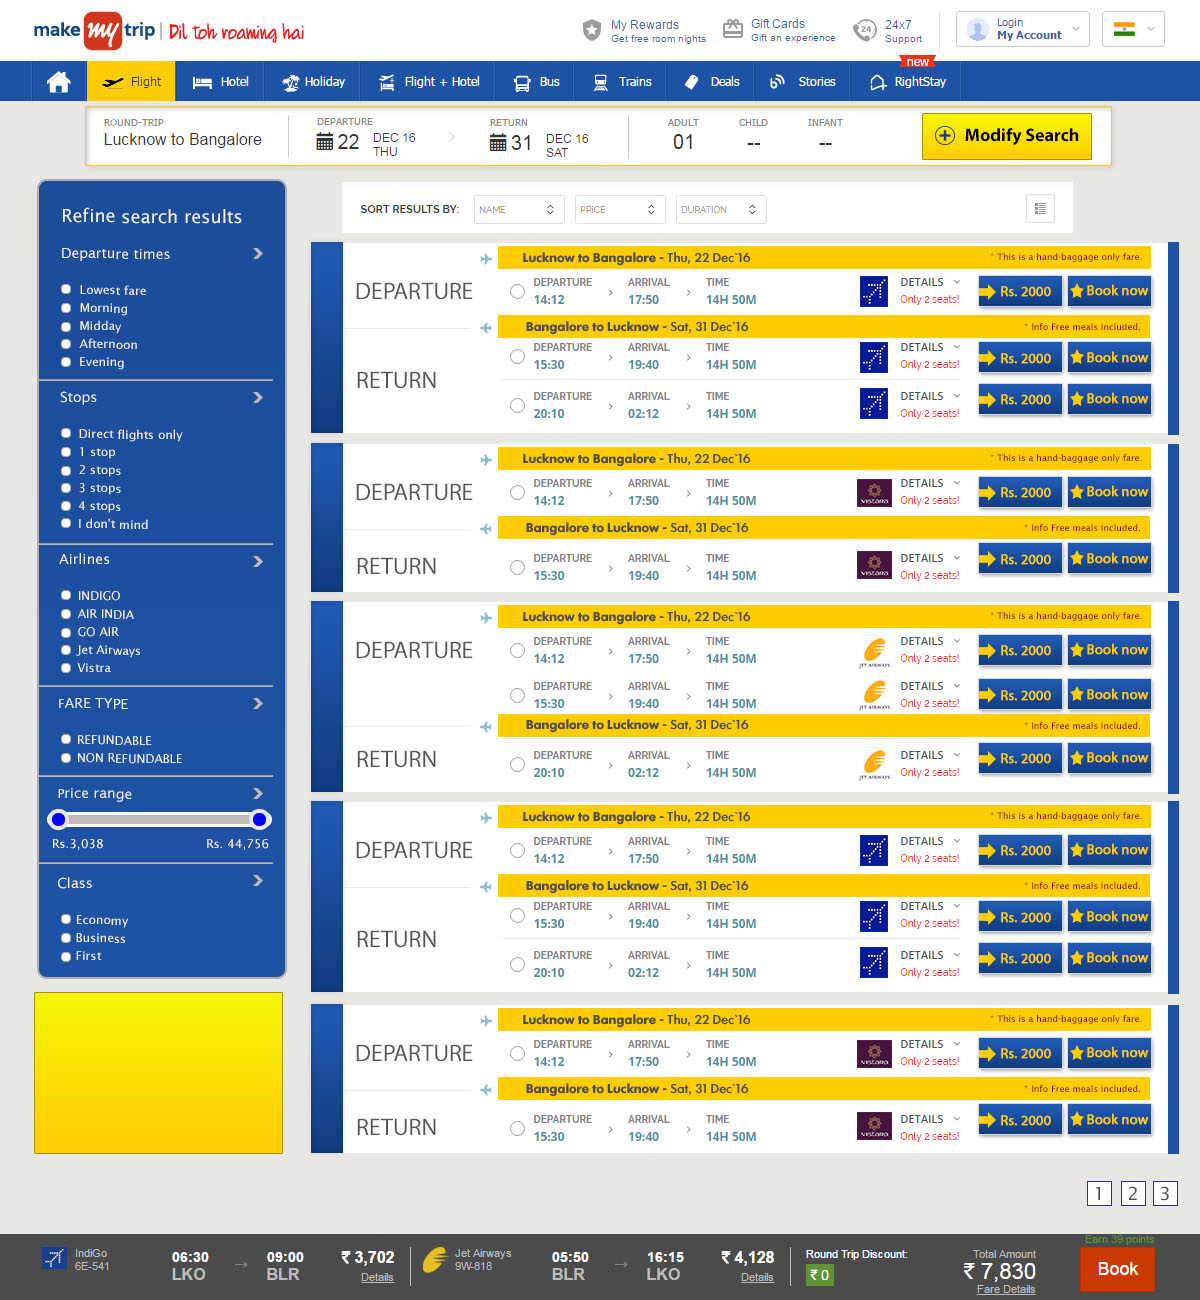 make my trip | Dil toh roaming hai
My Rewards
Get free room nights
Gift Cards
Gift an experience
24
24x7
Support
Login
My Account
new
Flight Hotel Holiday Flight + Hotel Bus Trains Deals Stories RightStay
ROUND-TRIP
Lucknow to Bangalore
DEPARTURE
22 DEC 16
THU
RETURN
31 DEC 16
SAT
ADULT CHILD INFANT
01 -- --
Modify Search
Refine search results
Departure times
Lowest fare
Morning
Midday
Afternoon
Evening
Stops
Direct flights only
1 stop
2 stops
3 stops
4 stops
I don't mind
Airlines
INDIGO
AIR INDIA
GO AIR
Jet Airways
Vistra
FARE TYPE
REFUNDABLE
NON REFUNDABLE
Price range
Rs.3,038 Rs. 44,756
Class
Economy
Business
First
SORT RESULTS BY: NAME PRICE DURATION
Lucknow to Bangalore - Thu, 22 Dec`16 * This is a hand-baggage only fare.
DEPARTURE
DEPARTURE ARRIVAL TIME DETAILS
14:12 17:50 14H 50M Only 2 seats! Rs. 2000 Book now
Bangalore to Lucknow - Sat, 31 Dec`16 * Info Free meals included.
RETURN
DEPARTURE ARRIVAL TIME DETAILS
15:30 19:40 14H 50M Only 2 seats! Rs. 2000 Book now
DEPARTURE ARRIVAL TIME DETAILS
20:10 02:12 14H 50M Only 2 seats! Rs. 2000 Book now
Lucknow to Bangalore - Thu, 22 Dec`16 * This is a hand-baggage only fare.
DEPARTURE
DEPARTURE ARRIVAL TIME VISTARA DETAILS
14:12 17:50 14H 50M Only 2 seats! Rs. 2000 Book now
Bangalore to Lucknow - Sat, 31 Dec`16 * Info Free meals included.
RETURN
DEPARTURE ARRIVAL TIME VISTARA DETAILS
15:30 19:40 14H 50M Only 2 seats! Rs. 2000 Book now
Lucknow to Bangalore - Thu, 22 Dec`16 * This is a hand-baggage only fare.
DEPARTURE
DEPARTURE ARRIVAL TIME JET AIRWAYS DETAILS
14:12 17:50 14H 50M Only 2 seats! Rs. 2000 Book now
DEPARTURE ARRIVAL TIME JET AIRWAYS DETAILS
15:30 19:40 14H 50M Only 2 seats! Rs. 2000 Book now
Bangalore to Lucknow - Sat, 31 Dec`16 * Info Free meals included.
RETURN
DEPARTURE ARRIVAL TIME JET AIRWAYS DETAILS
20:10 02:12 14H 50M Only 2 seats! Rs. 2000 Book now
Lucknow to Bangalore - Thu, 22 Dec`16 * This is a hand-baggage only fare.
DEPARTURE
DEPARTURE ARRIVAL TIME DETAILS
14:12 17:50 14H 50M Only 2 seats! Rs. 2000 Book now
Bangalore to Lucknow - Sat, 31 Dec`16 * Info Free meals included.
RETURN
DEPARTURE ARRIVAL TIME DETAILS
15:30 19:40 14H 50M Only 2 seats! Rs. 2000 Book now
DEPARTURE ARRIVAL TIME DETAILS
20:10 02:12 14H 50M Only 2 seats! Rs. 2000 Book now
Lucknow to Bangalore - Thu, 22 Dec`16 * This is a hand-baggage only fare.
DEPARTURE
DEPARTURE ARRIVAL TIME VISTARA DETAILS
14:12 17:50 14H 50M Only 2 seats! Rs. 2000 Book now
Bangalore to Lucknow - Sat, 31 Dec`16 * Info Free meals included.
RETURN
DEPARTURE ARRIVAL TIME VISTARA DETAILS
15:30 19:40 14H 50M Only 2 seats! Rs. 2000 Book now
1 2 3
IndiGo
6E-541
06:30 → 09:00 ₹ 3,702
LKO BLR Details
Jet Airways
9W-818
05:50 → 16:15 ₹ 4,128
BLR LKO Details
Round Trip Discount:
₹ 0
Total Amount
₹ 7,830
Fare Details
Earn 39 points
Book